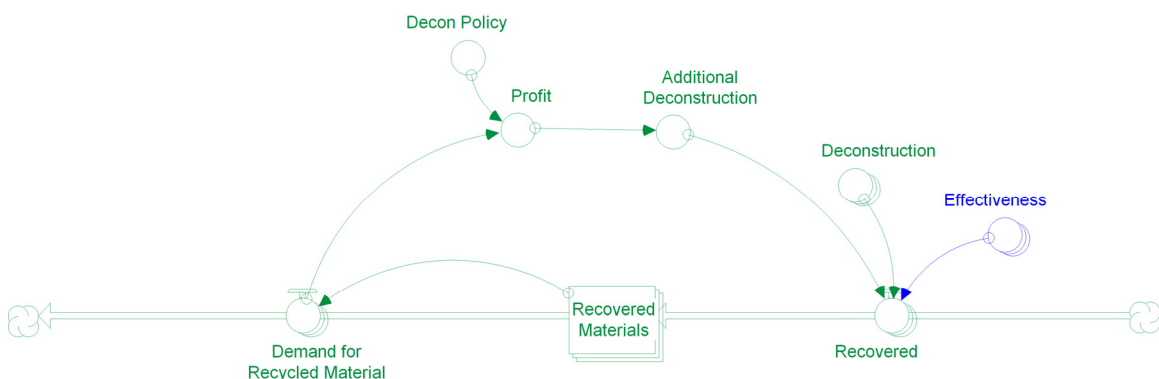 Decon Policy
Profit
Additional
Deconstruction
Deconstruction
Effectiveness
Recovered
Materials
Demand for
Recycled Material
Recovered